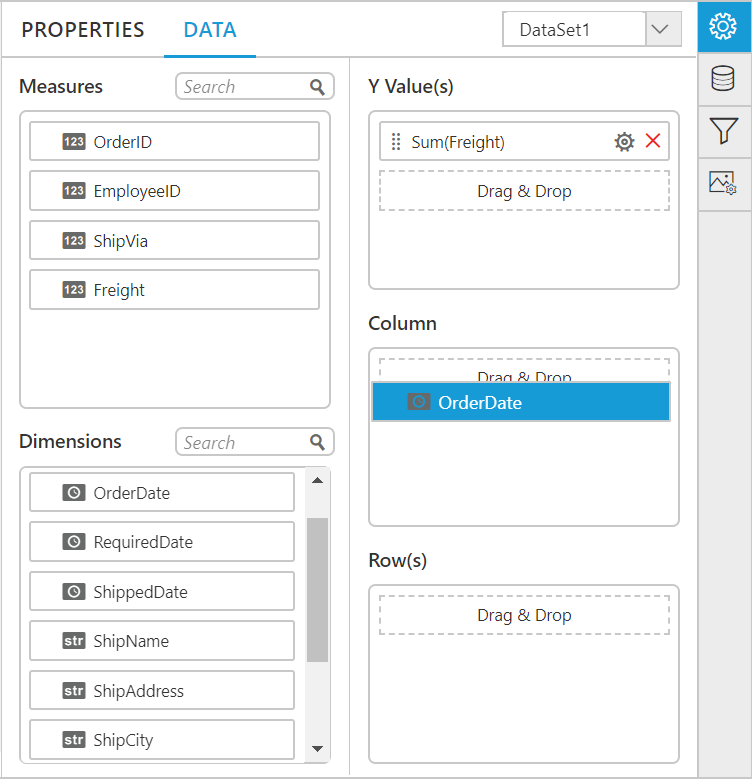 PROPERTIES
DATA
DataSet1
Measures
Search
123 OrderID
123 EmployeeID
123 ShipVia
123 Freight
Dimensions
Search
OrderDate
RequiredDate
ShippedDate
str ShipName
str ShipAddress
str ShipCity
Y Value(s)
Sum(Freight)
Drag & Drop
Column
Drag & Drop
OrderDate
Row(s)
Drag & Drop